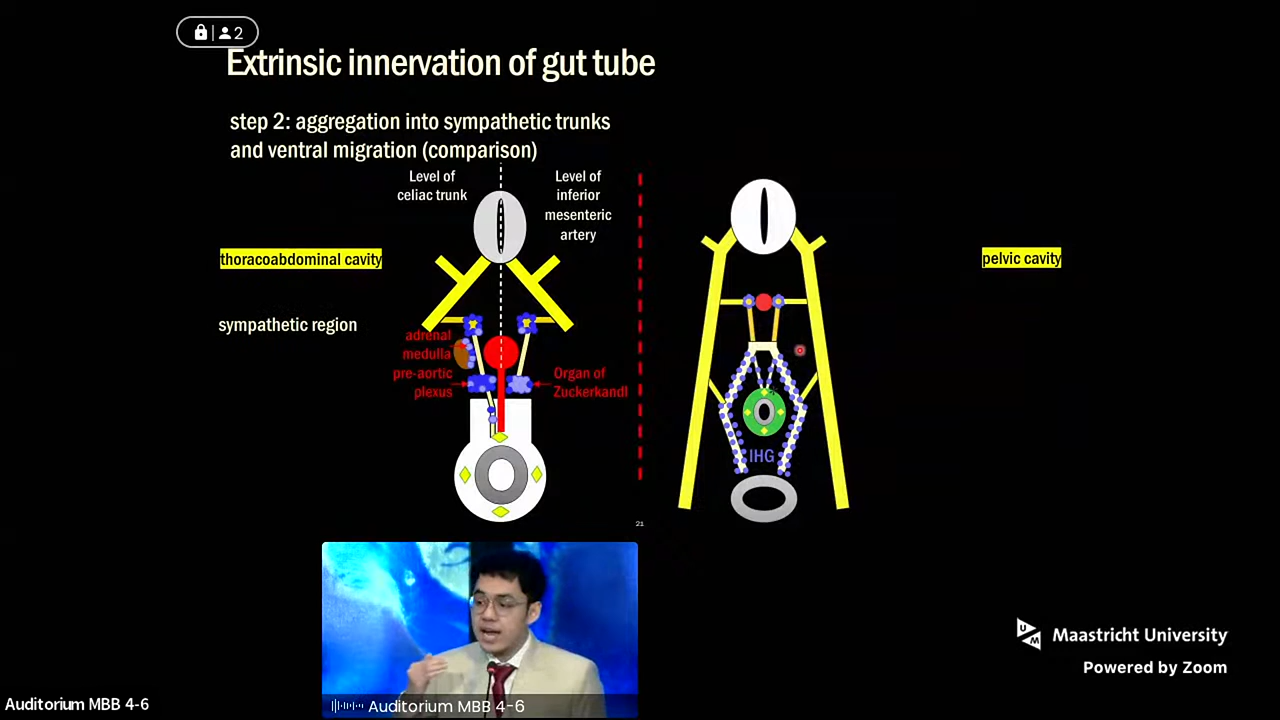 2
Extrinsic innervation of gut tube
step 2: aggregation into sympathetic trunks
and ventral migration (comparison)
Level of
celiac trunk
Level of
inferior
mesenteric
artery
thoracoabdominal cavity
pelvic cavity
sympathetic region
adrenal
medulla
pre-aortic
plexus
Organ of
Zuckerkandl
IHG
21
UM
Maastricht University
Powered by Zoom
Auditorium MBB 4-6
Auditorium MBB 4-6